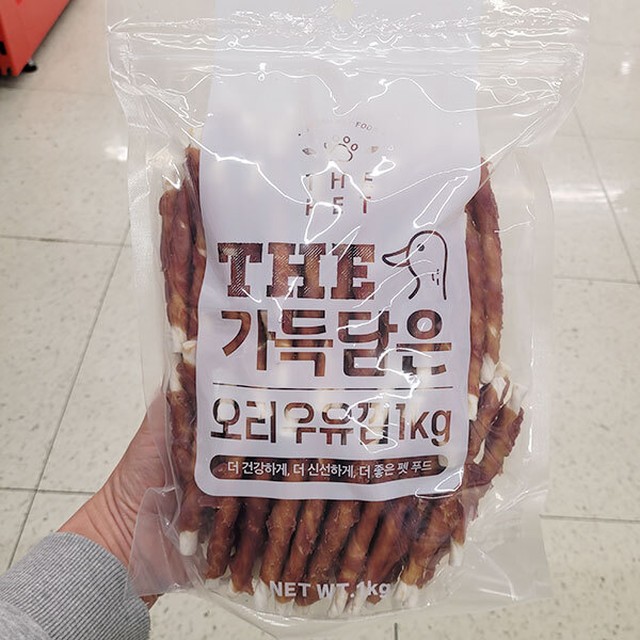 THE
PET
THE
가득담은
오리우유껌1kg
더 건강하게, 더 신선하게, 더 좋은 펫 푸드
NET WT.1kg